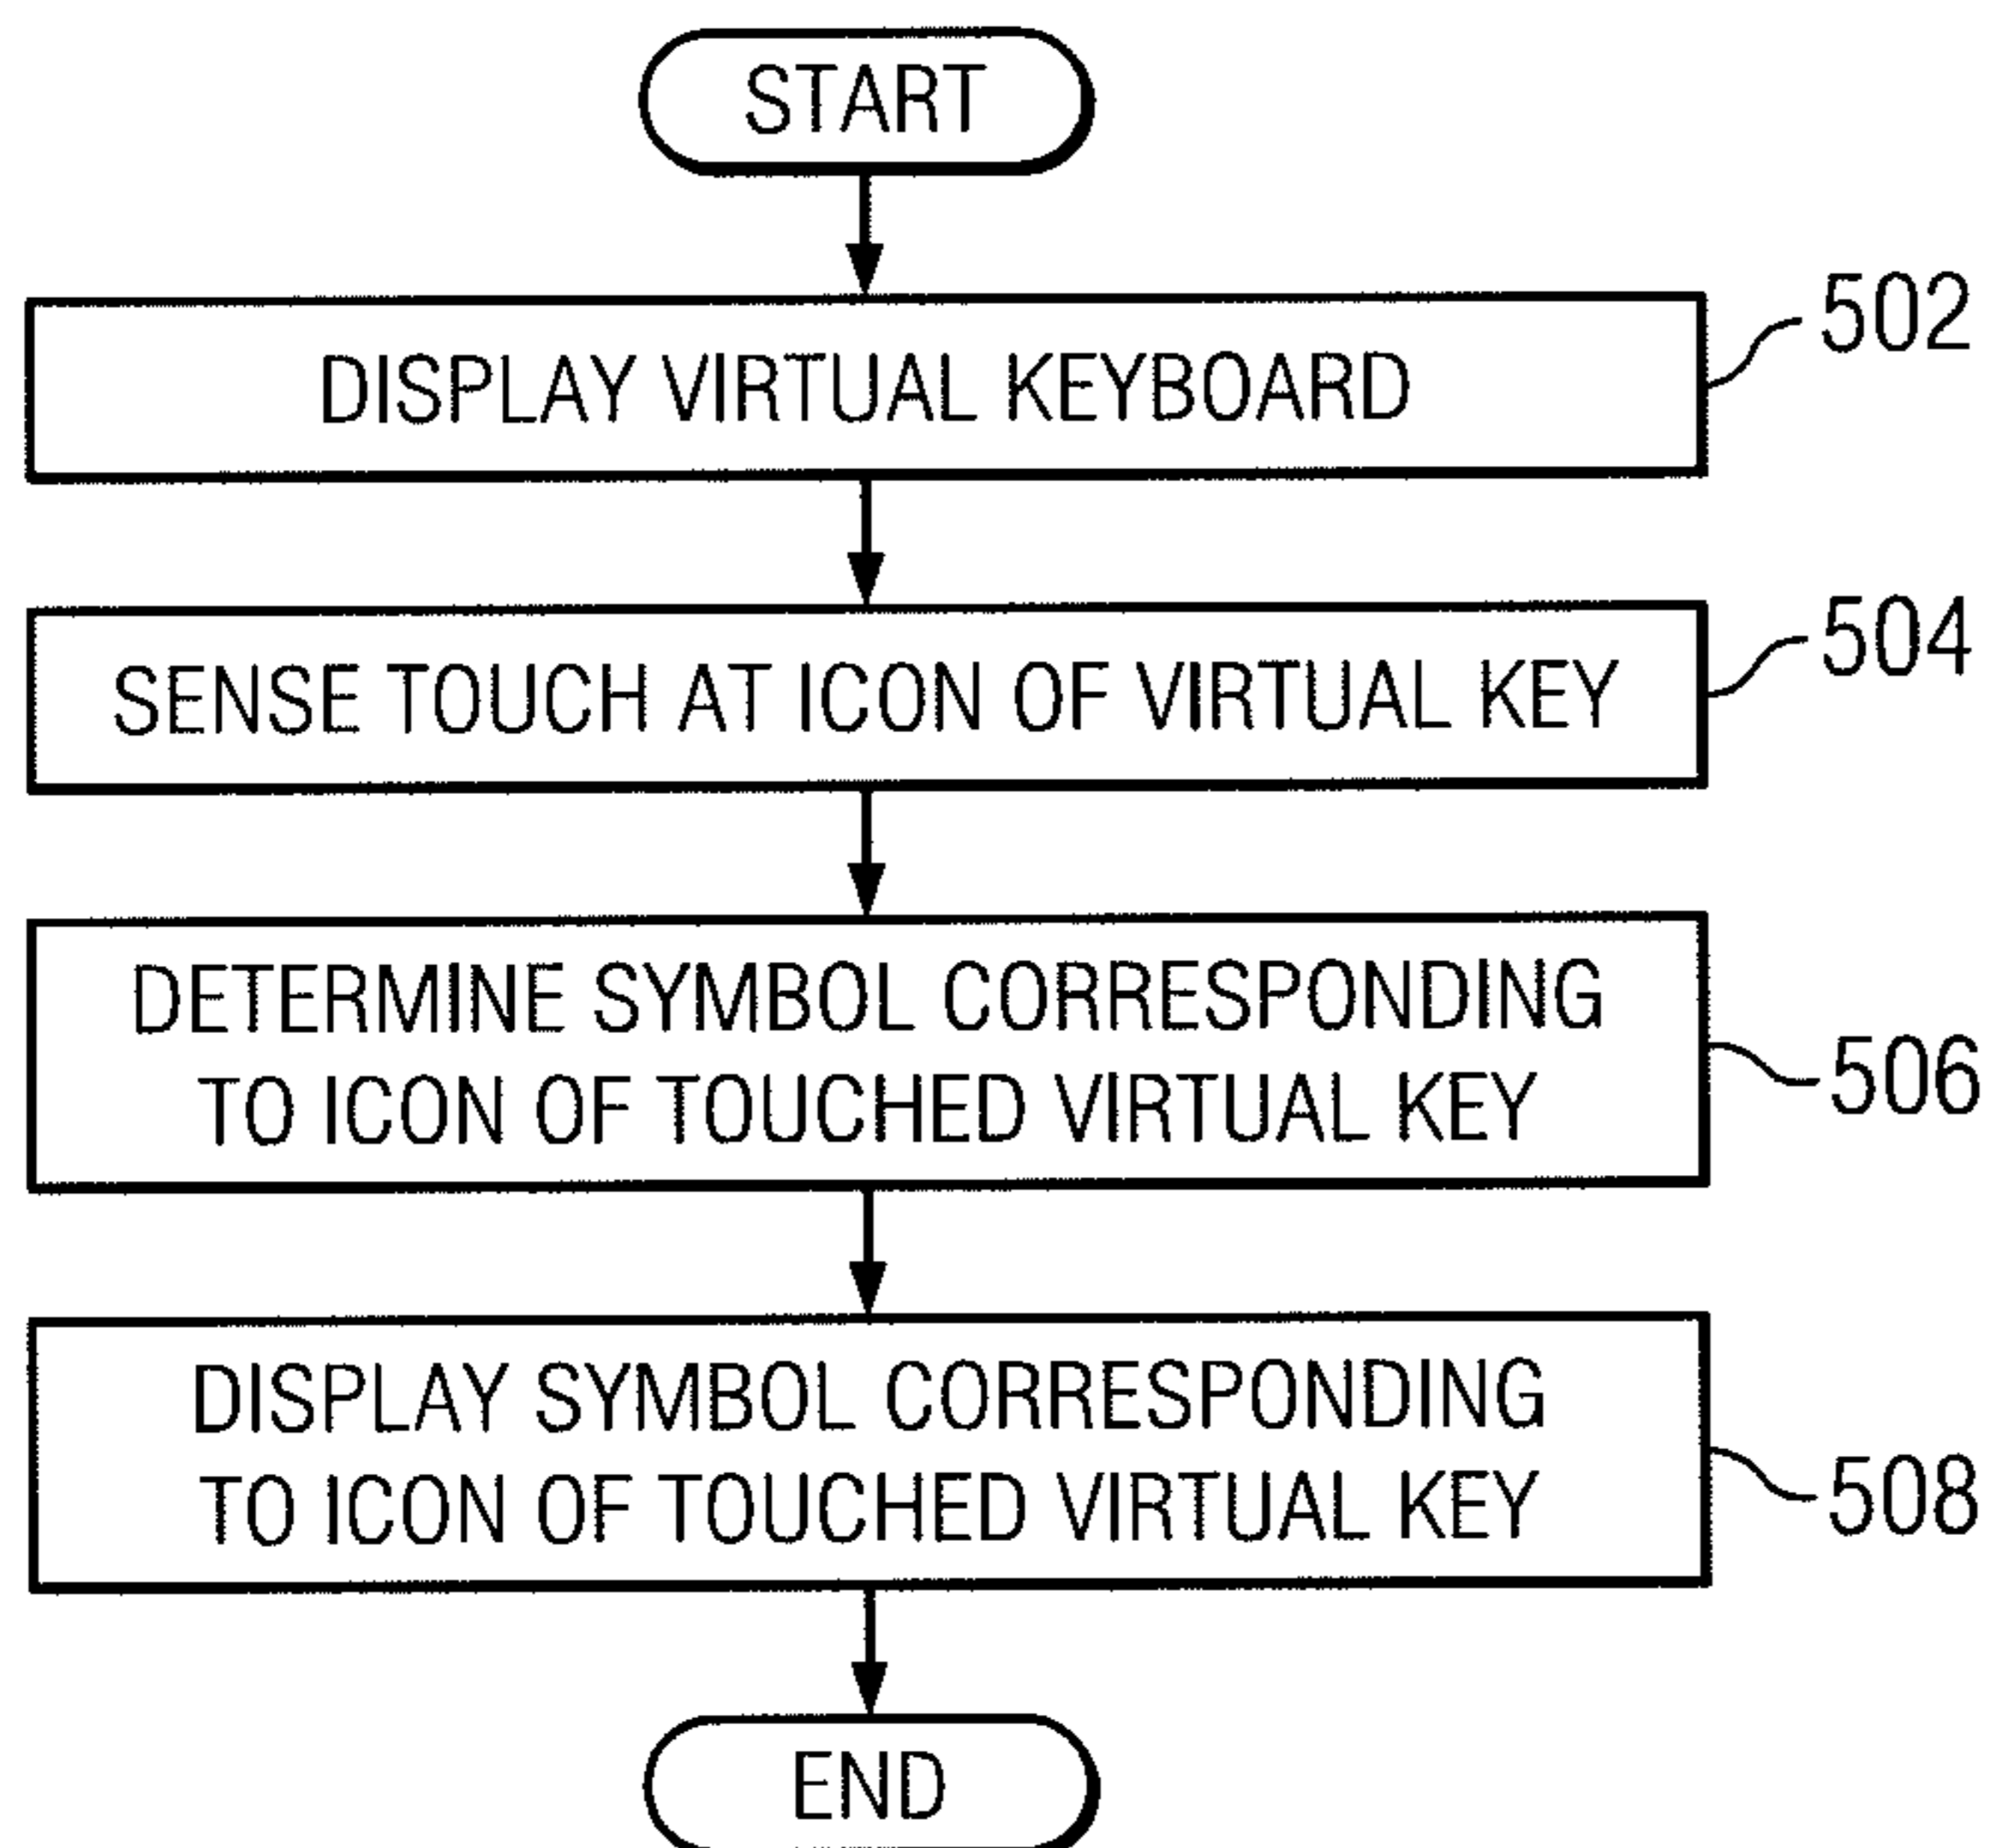 START
DISPLAY VIRTUAL KEYBOARD
502
SENSE TOUCH AT ICON OF VIRTUAL KEY
504
DETERMINE SYMBOL CORRESPONDING
TO ICON OF TOUCHED VIRTUAL KEY
506
DISPLAY SYMBOL CORRESPONDING
TO ICON OF TOUCHED VIRTUAL KEY
508
END